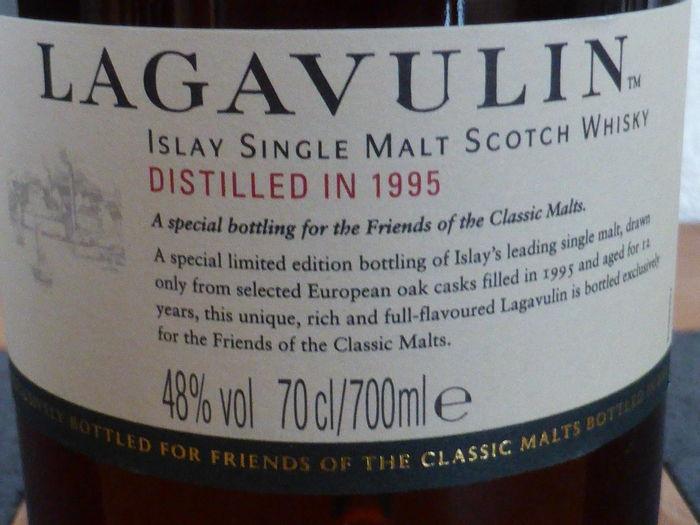 LAGAVULIN™
ISLAY SINGLE MALT SCOTCH WHISKY
DISTILLED IN 1995
A special bottling for the Friends of the Classic Malts.
A special limited edition bottling of Islay's leading single malt, drawn
only from selected European oak casks filled in 1995 and aged for 12
years, this unique, rich and full-flavoured Lagavulin is bottled exclusively
for the Friends of the Classic Malts.
48% vol 70 cl/700ml ℮
BOTTLED FOR FRIENDS OF THE CLASSIC MALTS BOTTLED